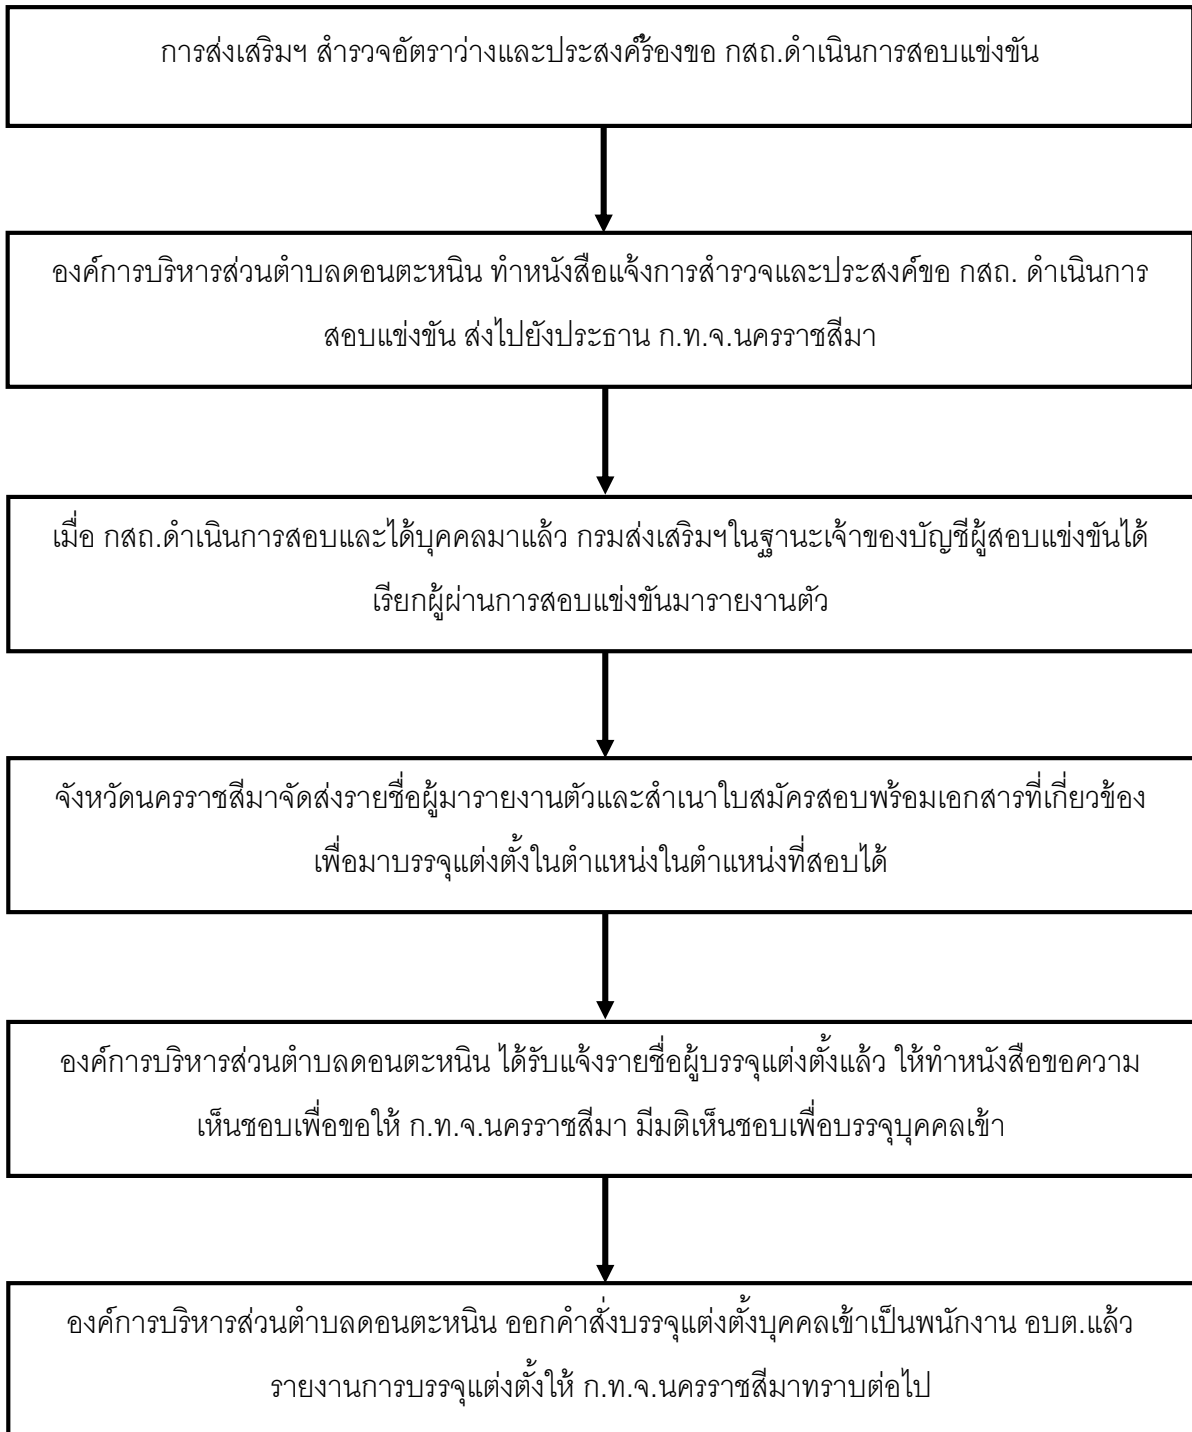 การส่งเสริมฯ สำรวจอัตราว่างและประสงค์ร้องขอ กสถ.ดำเนินการสอบแข่งขัน
องค์การบริหารส่วนตำบลดอนตะหนิน ทำหนังสือแจ้งการสำรวจและประสงค์ขอ กสถ. ดำเนินการ
สอบแข่งขัน ส่งไปยังประธาน ก.ท.จ.นครราชสีมา
เมื่อ กสถ.ดำเนินการสอบและได้บุคคลมาแล้ว กรมส่งเสริมฯในฐานะเจ้าของบัญชีผู้สอบแข่งขันได้
เรียกผู้ผ่านการสอบแข่งขันมารายงานตัว
จังหวัดนครราชสีมาจัดส่งรายชื่อผู้มารายงานตัวและสำเนาใบสมัครสอบพร้อมเอกสารที่เกี่ยวข้อง
เพื่อมาบรรจุแต่งตั้งในตำแหน่งในตำแหน่งที่สอบได้
องค์การบริหารส่วนตำบลดอนตะหนิน ได้รับแจ้งรายชื่อผู้บรรจุแต่งตั้งแล้ว ให้ทำหนังสือขอความ
เห็นชอบเพื่อขอให้ ก.ท.จ.นครราชสีมา มีมติเห็นชอบเพื่อบรรจุบุคคลเข้า
องค์การบริหารส่วนตำบลดอนตะหนิน ออกคำสั่งบรรจุแต่งตั้งบุคคลเข้าเป็นพนักงาน อบต.แล้ว
รายงานการบรรจุแต่งตั้งให้ ก.ท.จ.นครราชสีมาทราบต่อไป